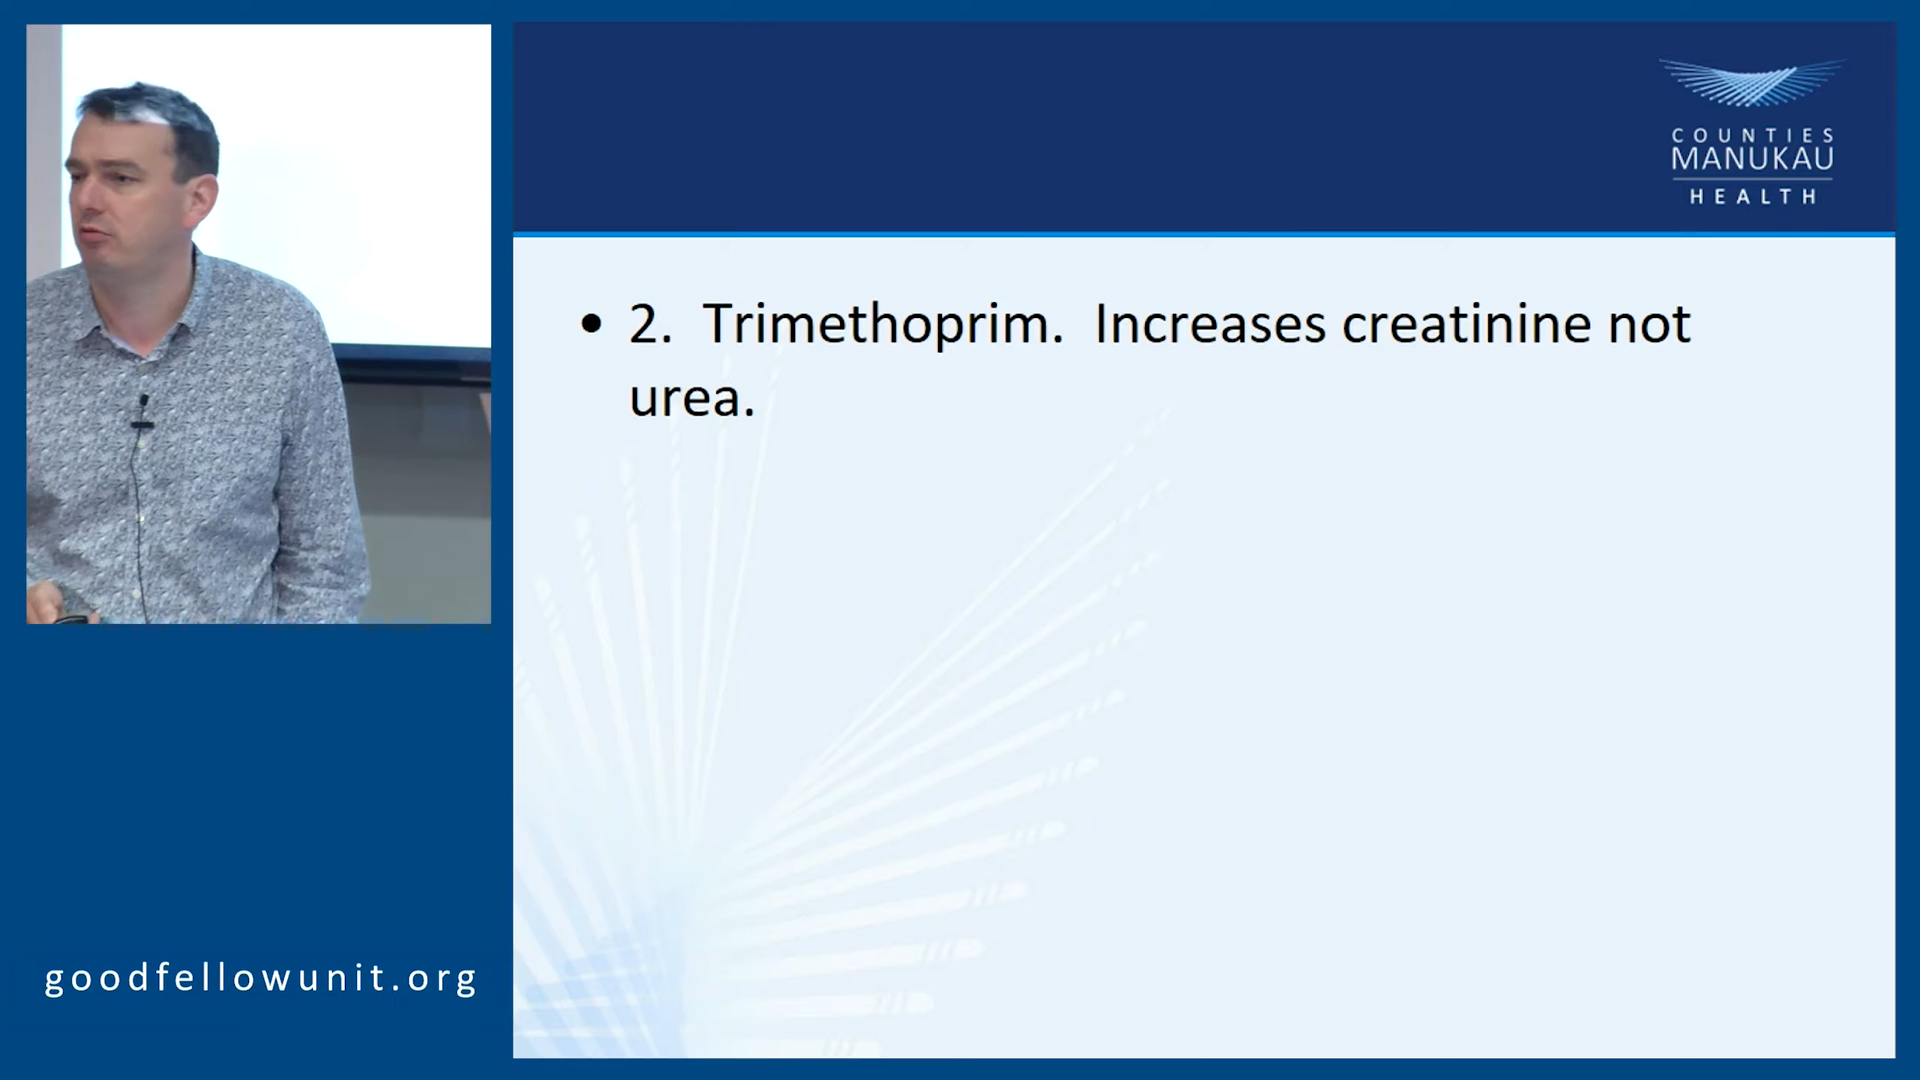 COUNTIES
MANUKAU
HEALTH
• 2.  Trimethoprim.  Increases creatinine not
urea.
goodfellowunit.org